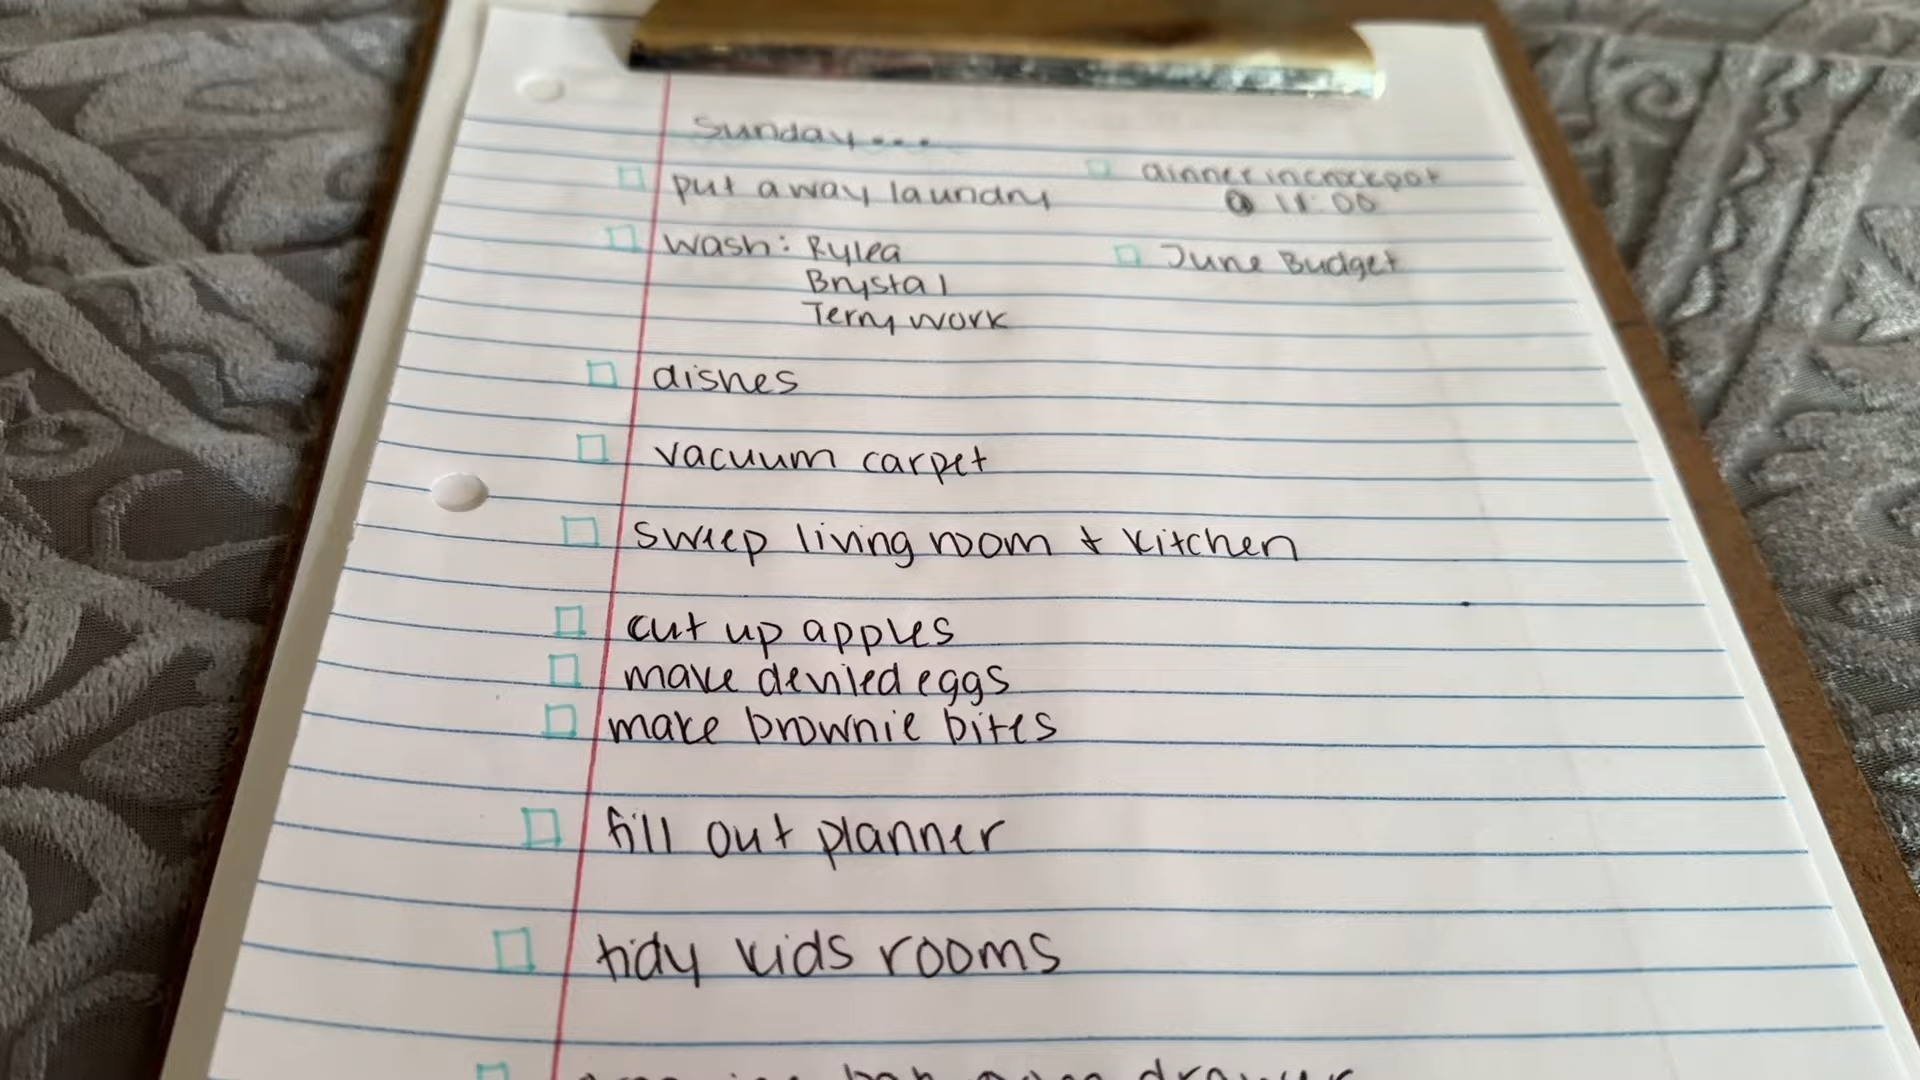 Sunday...
put away laundry
wash: Rylea
Brystal
Terry work
dishes
vacuum carpet
sweep living room + kitchen
cut up apples
make deviled eggs
make brownie bites
fill out planner
tidy kids rooms
drawer
dinner in crockpot
@ 11:00
June Budget